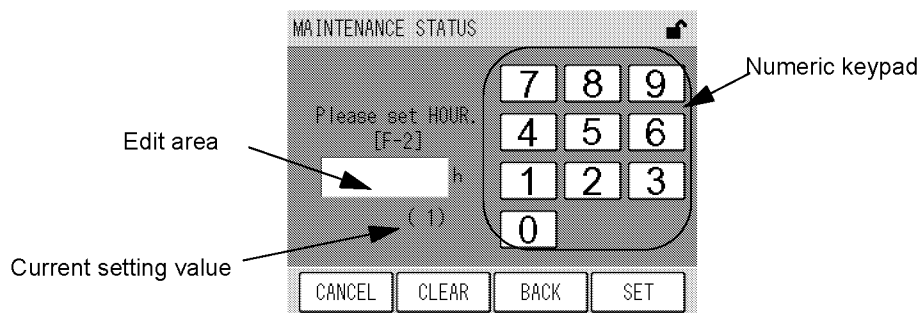 MAINTENANCE STATUS
Numeric keypad
7 8 9
Please set HOUR.
4 5 6
[F-2]
Edit area
h
1 2 3
( 1)
0
Current setting value
CANCEL CLEAR BACK SET